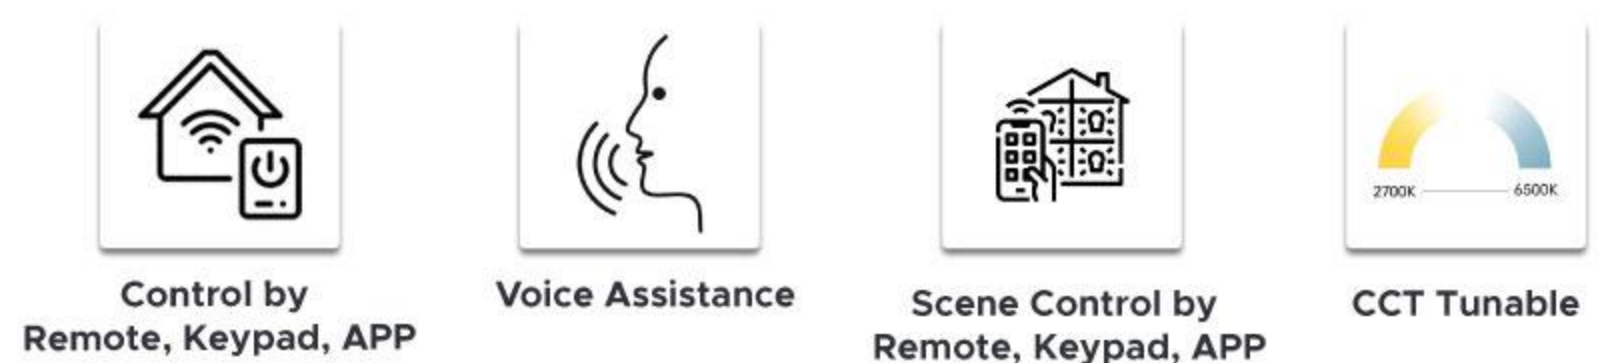 Control by
Remote, Keypad, APP
Voice Assistance
Scene Control by
Remote, Keypad, APP
2700K
6500K
CCT Tunable